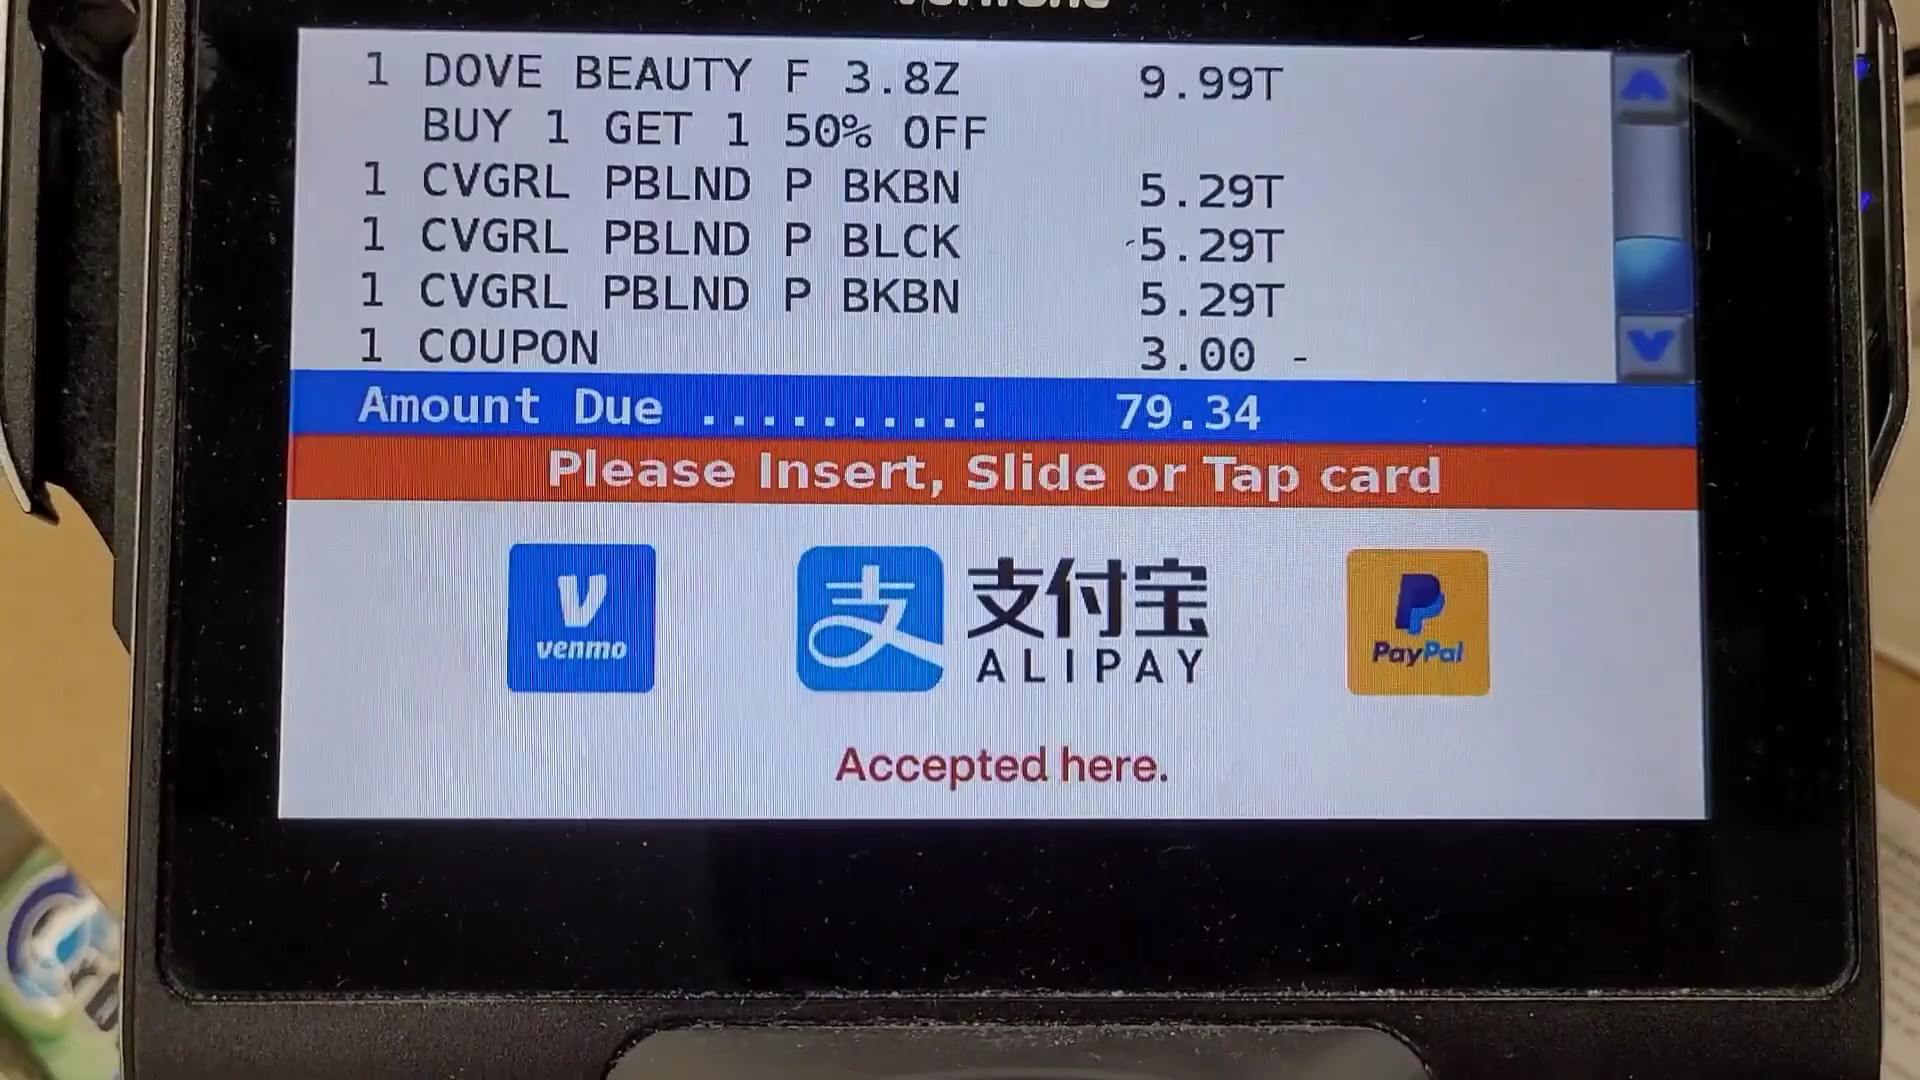 1 DOVE BEAUTY F 3.8Z 9.99T
BUY 1 GET 1 50% OFF
1 CVGRL PBLND P BKBN 5.29T
1 CVGRL PBLND P BLCK 5.29T
1 CVGRL PBLND P BKBN 5.29T
1 COUPON 3.00 -
Amount Due .........: 79.34
Please Insert, Slide or Tap card
venmo
支付宝
ALIPAY
PayPal
Accepted here.